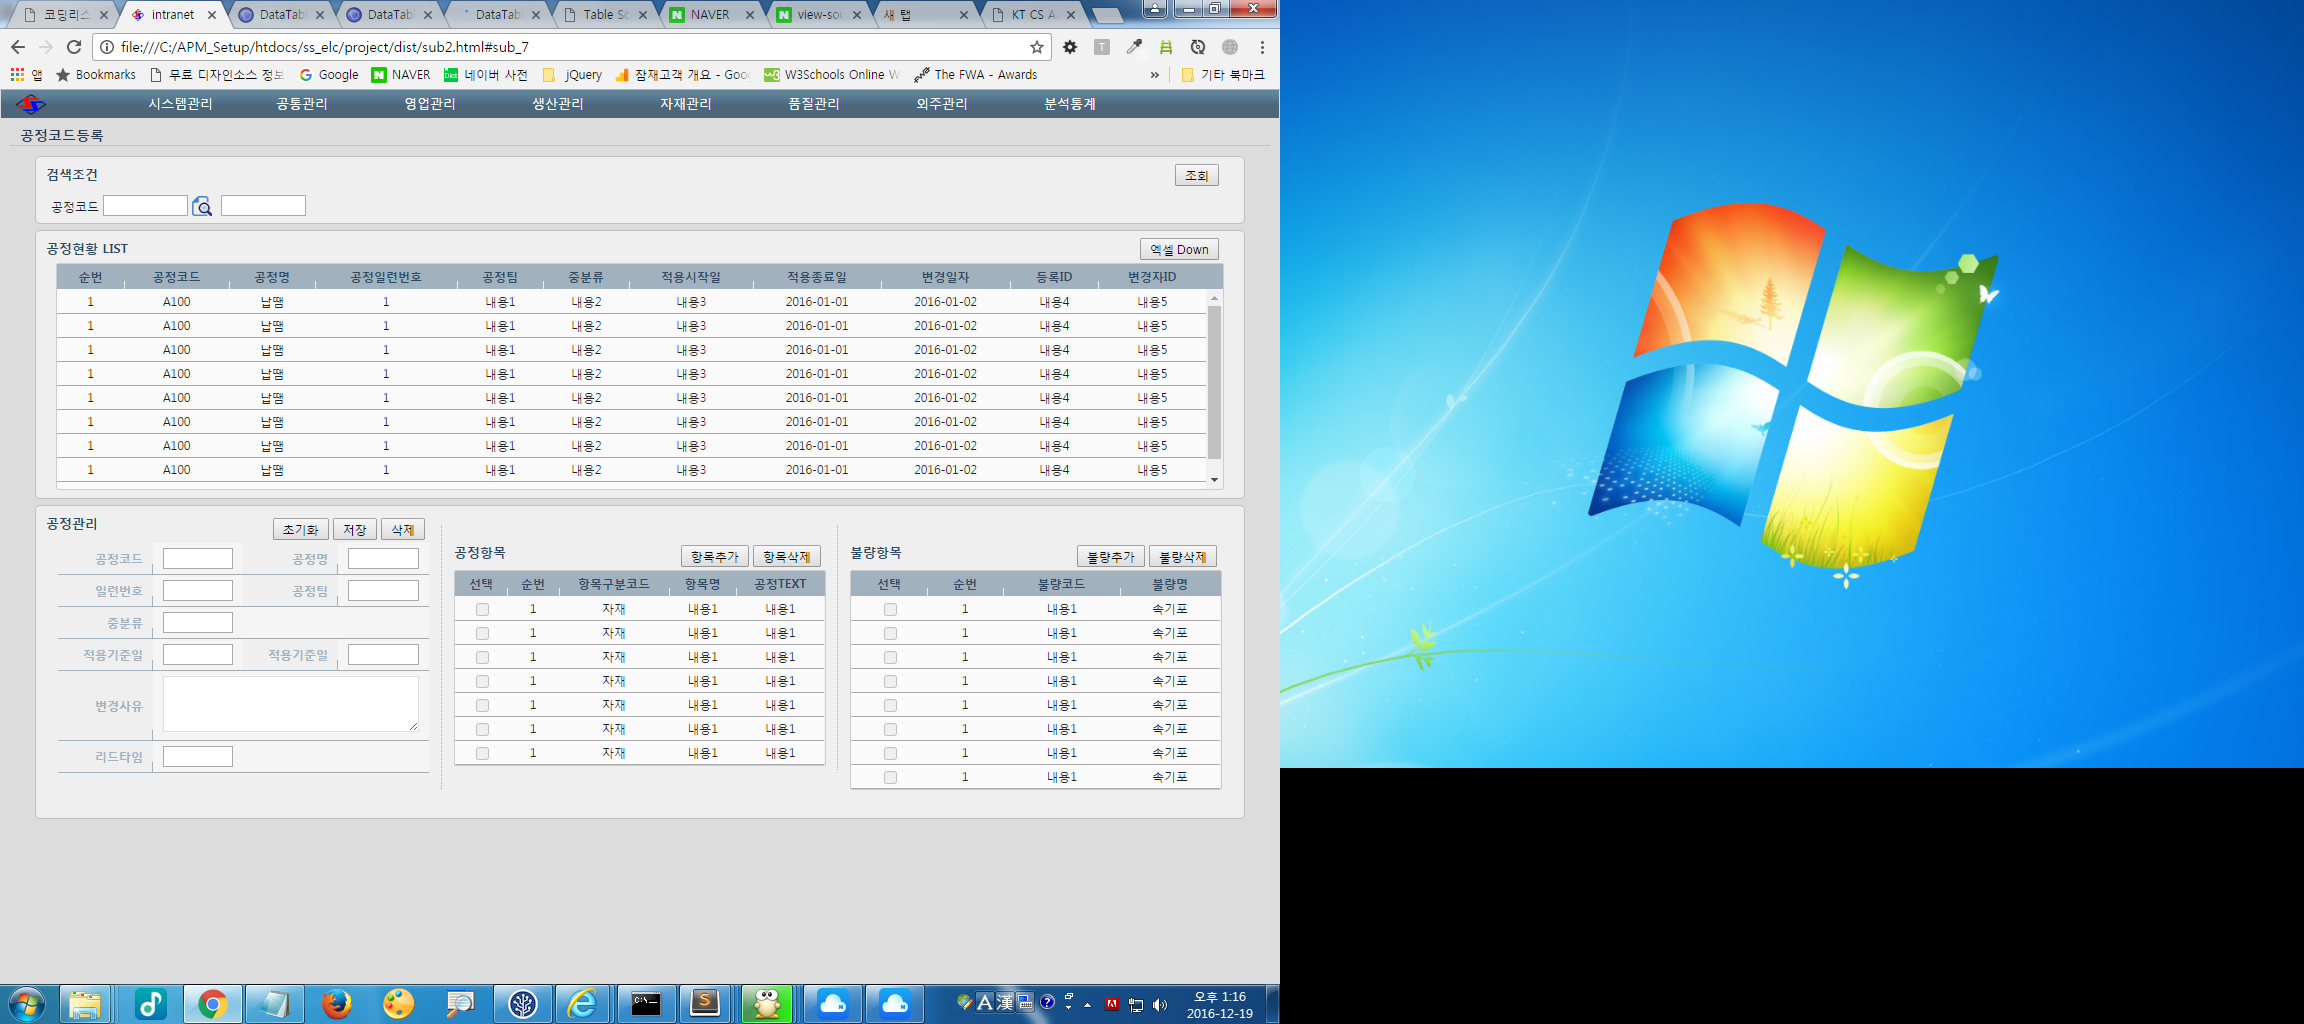 코딩리스 intranet DataTab DataTab DataTab Table Sc NAVER view-sou 새 탭 KT CS A
file:///C:/APM_Setup/htdocs/ss_elc/project/dist/sub2.html#sub_7
앱 Bookmarks 무료 디자인소스 정보 Google NAVER 네이버 사전 jQuery 잠재고객 개요 - Goo W3Schools Online W The FWA - Awards » 기타 북마크
시스템관리 공통관리 영업관리 생산관리 자재관리 품질관리 외주관리 분석통계
공정코드등록
검색조건 조회
공정코드
공정현황 LIST 엑셀 Down
순번 공정코드 공정명 공정일련번호 공정팀 중분류 적용시작일 적용종료일 변경일자 등록ID 변경자ID
1 A100 납땜 1 내용1 내용2 내용3 2016-01-01 2016-01-02 내용4 내용5
1 A100 납땜 1 내용1 내용2 내용3 2016-01-01 2016-01-02 내용4 내용5
1 A100 납땜 1 내용1 내용2 내용3 2016-01-01 2016-01-02 내용4 내용5
1 A100 납땜 1 내용1 내용2 내용3 2016-01-01 2016-01-02 내용4 내용5
1 A100 납땜 1 내용1 내용2 내용3 2016-01-01 2016-01-02 내용4 내용5
1 A100 납땜 1 내용1 내용2 내용3 2016-01-01 2016-01-02 내용4 내용5
1 A100 납땜 1 내용1 내용2 내용3 2016-01-01 2016-01-02 내용4 내용5
1 A100 납땜 1 내용1 내용2 내용3 2016-01-01 2016-01-02 내용4 내용5
공정관리 초기화 저장 삭제
공정코드 공정명
일련번호 공정팀
중분류
적용기준일 적용기준일
변경사유
리드타임
공정항목 항목추가 항목삭제
선택 순번 항목구분코드 항목명 공정TEXT
1 자재 내용1 내용1
1 자재 내용1 내용1
1 자재 내용1 내용1
1 자재 내용1 내용1
1 자재 내용1 내용1
1 자재 내용1 내용1
1 자재 내용1 내용1
불량항목 불량추가 불량삭제
선택 순번 불량코드 불량명
1 내용1 속기포
1 내용1 속기포
1 내용1 속기포
1 내용1 속기포
1 내용1 속기포
1 내용1 속기포
1 내용1 속기포
1 내용1 속기포
A 漢
오후 1:16
2016-12-19